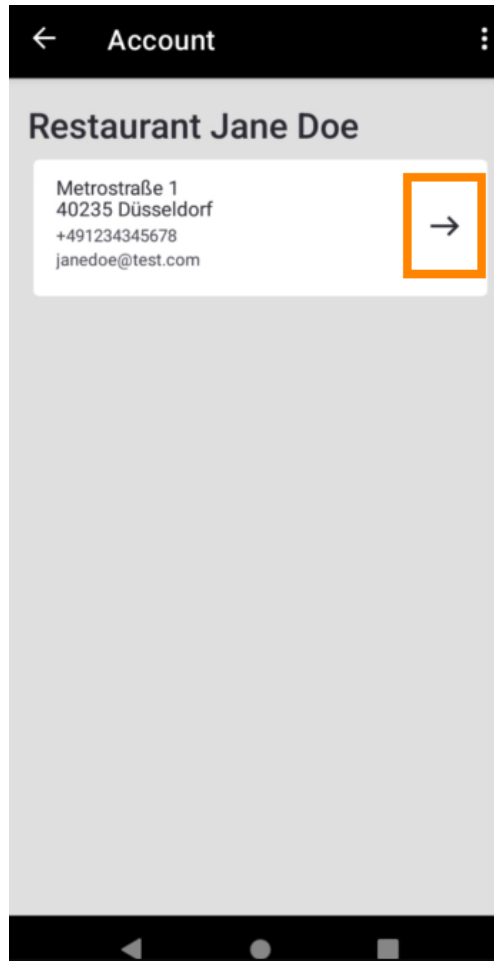 Account
Restaurant Jane Doe
Metrostraße 1
40235 Düsseldorf
+491234345678
janedoe@test.com